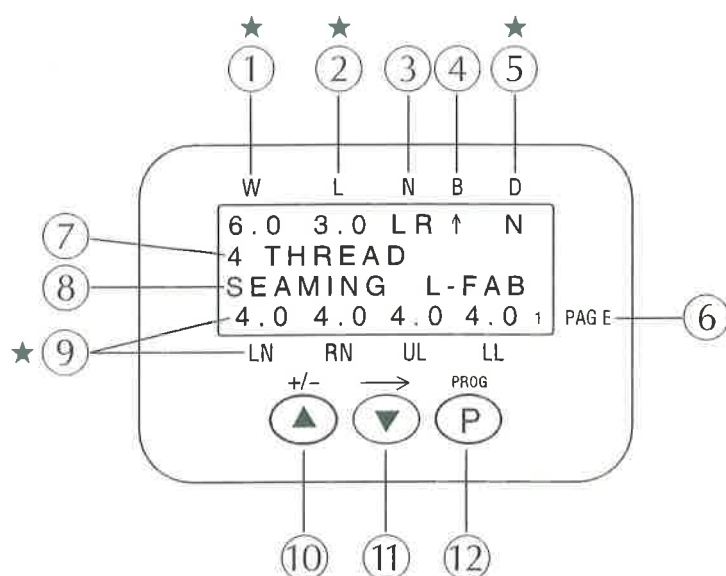 ★ ★ ★
1 2 3 4 5
W L N B D
6.0 3.0 LR ↑ N
7
4 THREAD
8
SEAMING L-FAB
★ 9
4.0 4.0 4.0 4.0 1 PAGE 6
LN RN UL LL
+/- → PROG
▲ ▼ P
10 11 12